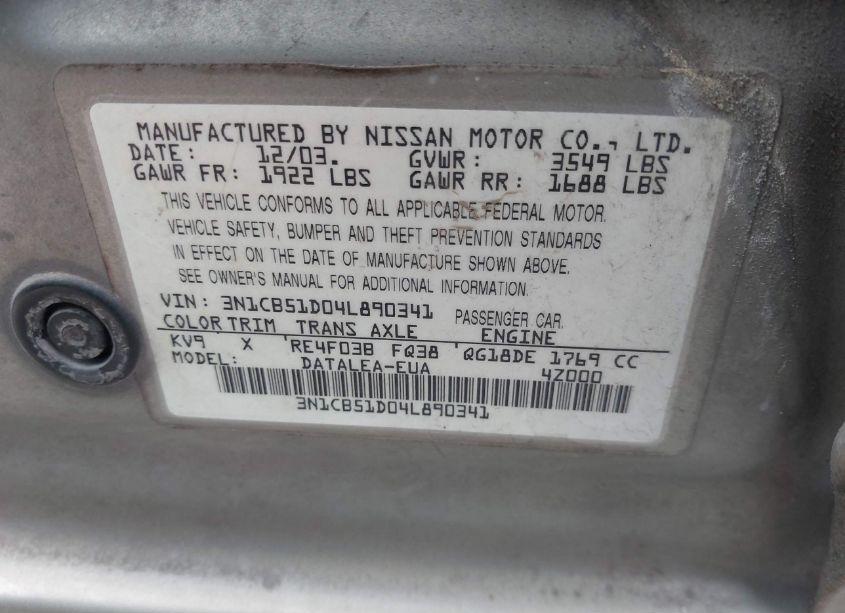 MANUFACTURED BY NISSAN MOTOR CO., LTD.
DATE: 12/03. GVWR: 3549 LBS
GAWR FR: 1922 LBS GAWR RR: 1688 LBS
THIS VEHICLE CONFORMS TO ALL APPLICABLE FEDERAL MOTOR
VEHICLE SAFETY, BUMPER AND THEFT PREVENTION STANDARDS
IN EFFECT ON THE DATE OF MANUFACTURE SHOWN ABOVE.
SEE OWNER'S MANUAL FOR ADDITIONAL INFORMATION.
VIN: 3N1CB51D04L890341 PASSENGER CAR
COLOR TRIM TRANS AXLE ENGINE
KV9 X RE4F03B FQ38 QG18DE 1769 CC
MODEL: DATALEA-EUA 4Z000
3N1CB51D04L890341